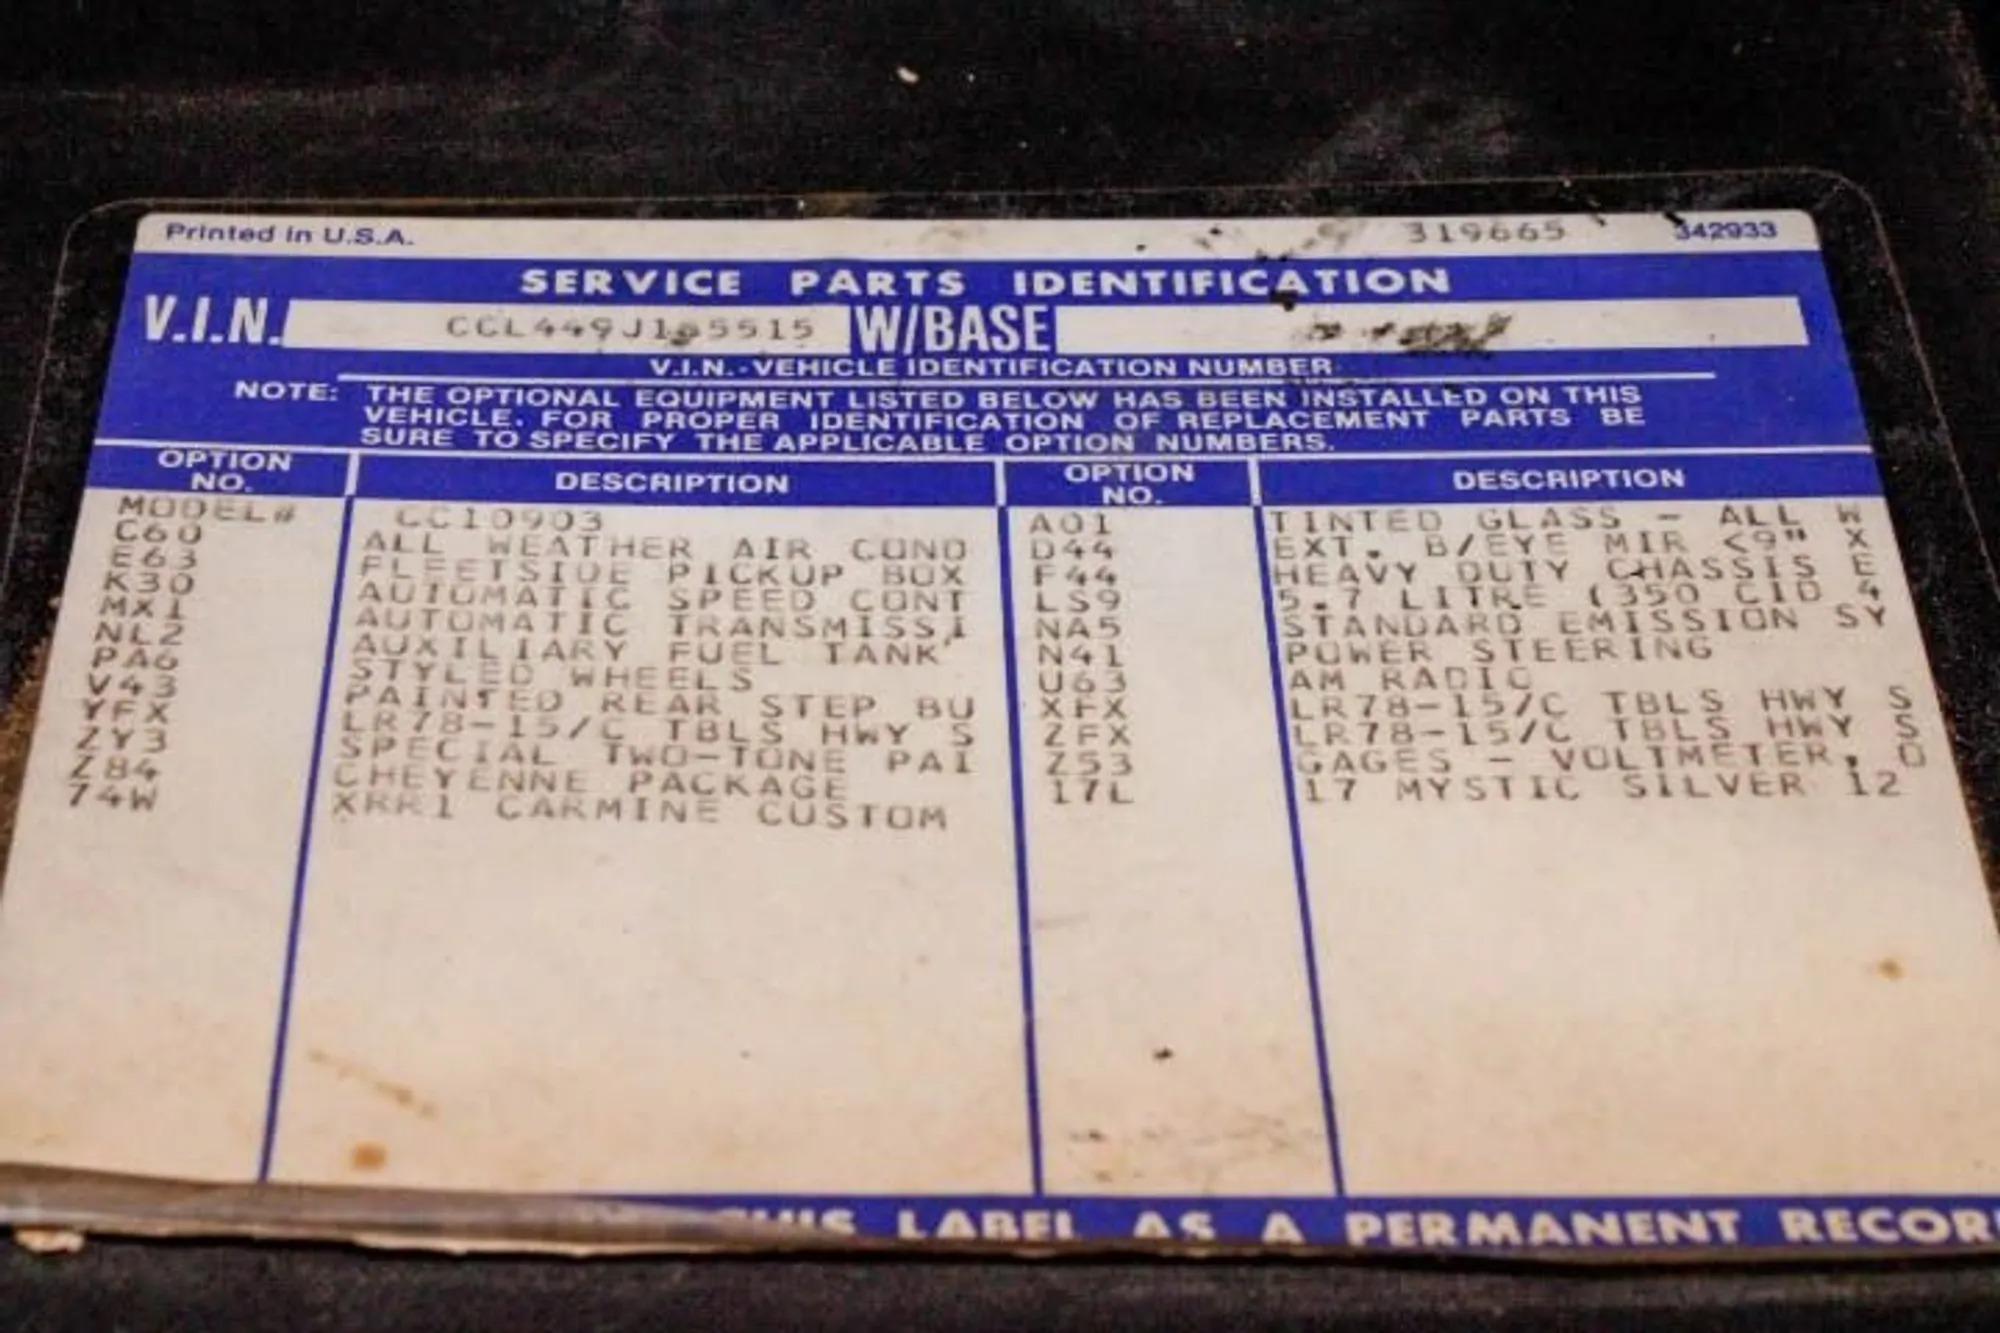 Printed in U.S.A. 319665 342933
SERVICE PARTS IDENTIFICATION
V.I.N. W/BASE
V.I.N.-VEHICLE IDENTIFICATION NUMBER
NOTE: THE OPTIONAL EQUIPMENT LISTED BELOW HAS BEEN INSTALLED ON THIS
VEHICLE. FOR PROPER IDENTIFICATION OF REPLACEMENT PARTS BE
SURE TO SPECIFY THE APPLICABLE OPTION NUMBERS.
OPTION NO. DESCRIPTION OPTION NO. DESCRIPTION
MODEL# CC10903 A01 TINTED GLASS - ALL W
C60 ALL WEATHER AIR COND D44 EXT. B/EYE MIR <9" X
E63 FLEETSIDE PICKUP BOX F44 HEAVY DUTY CHASSIS E
K30 AUTOMATIC SPEED CONT LS9 5.7 LITRE (350 CID 4
MX1 AUTOMATIC TRANSMISSI NA5 STANDARD EMISSION SY
NL2 AUXILIARY FUEL TANK N41 POWER STEERING
PA6 STYLED WHEELS U63 AM RADIO
V43 PAINTED REAR STEP BU XFX LR78-15/C TBLS HWY S
YFX LR78-15/C TBLS HWY S ZFX LR78-15/C TBLS HWY S
ZY3 SPECIAL TWO-TONE PAI Z53 GAGES - VOLTMETER, O
Z84 CHEYENNE PACKAGE 17L 17 MYSTIC SILVER 12
74W XRR1 CARMINE CUSTOM
LABEL AS A PERMANENT RECOR